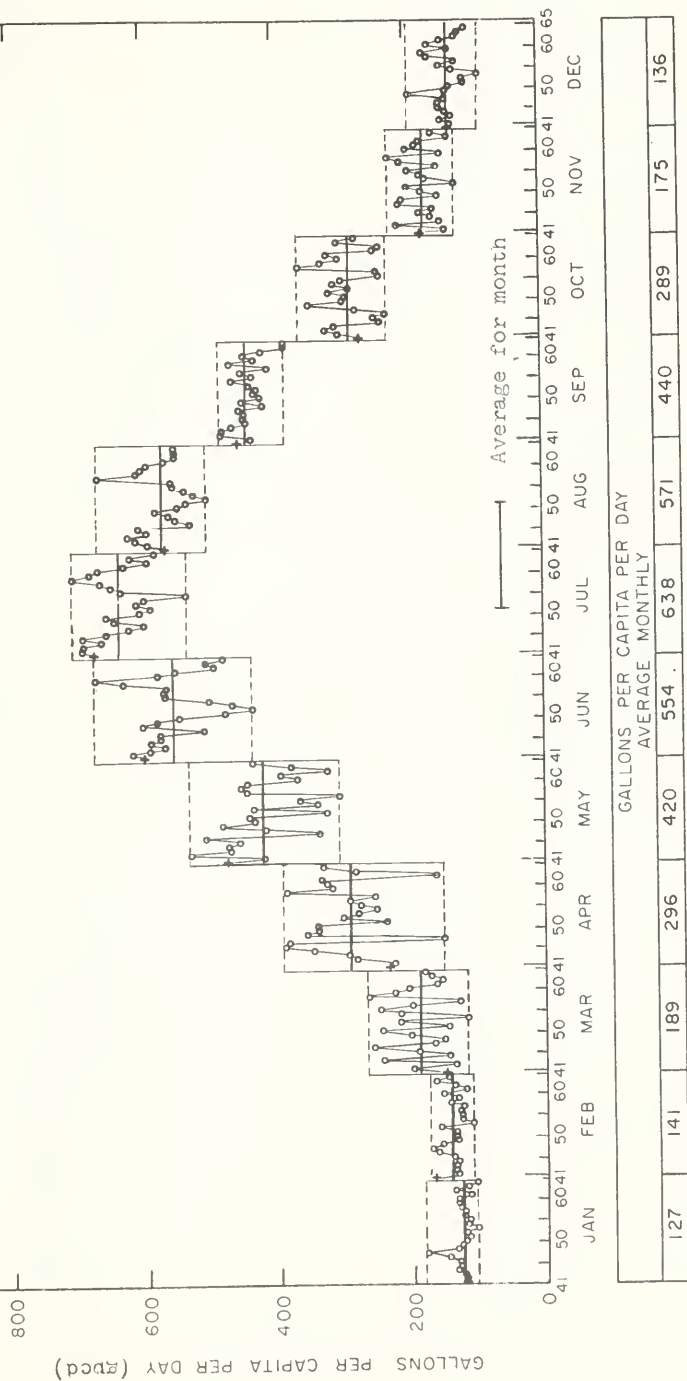 GALLONS PER CAPITA PER DAY (gpcd)
800
600
400
200
0
Average for month
41 50 60 41 50 60 41 50 60 41 50 60 41 50 60 41 50 60 41 50 60 41 50 60 41 50 60 41 50 60 41 50 60 41 50 60 65
JAN FEB MAR APR MAY JUN JUL AUG SEP OCT NOV DEC
GALLONS PER CAPITA PER DAY
AVERAGE MONTHLY
127 141 189 296 420 554 638 571 440 289 175 136